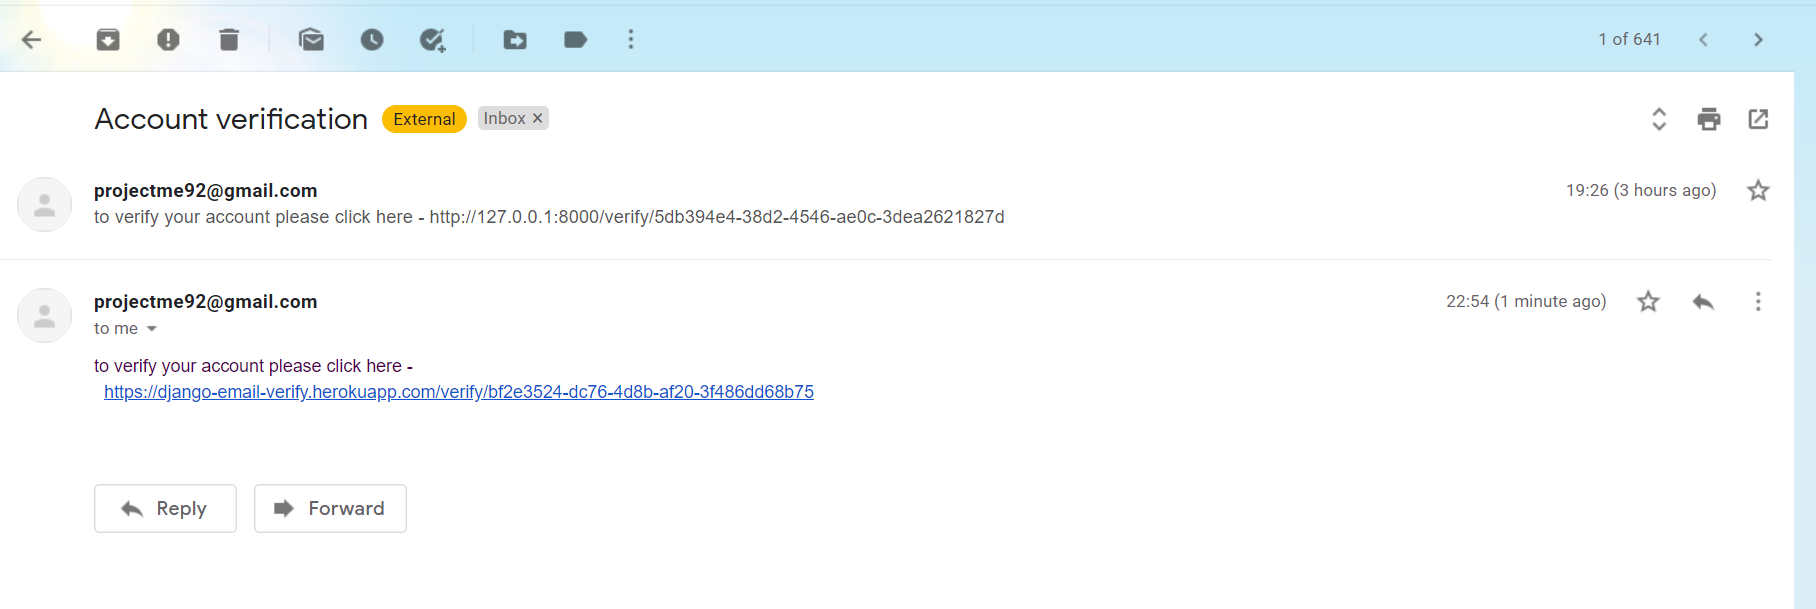 1 of 641
Account verification External Inbox ×
projectme92@gmail.com 19:26 (3 hours ago)
to verify your account please click here - http://127.0.0.1:8000/verify/5db394e4-38d2-4546-ae0c-3dea2621827d
projectme92@gmail.com 22:54 (1 minute ago)
to me
to verify your account please click here -
https://django-email-verify.herokuapp.com/verify/bf2e3524-dc76-4d8b-af20-3f486dd68b75
Reply Forward